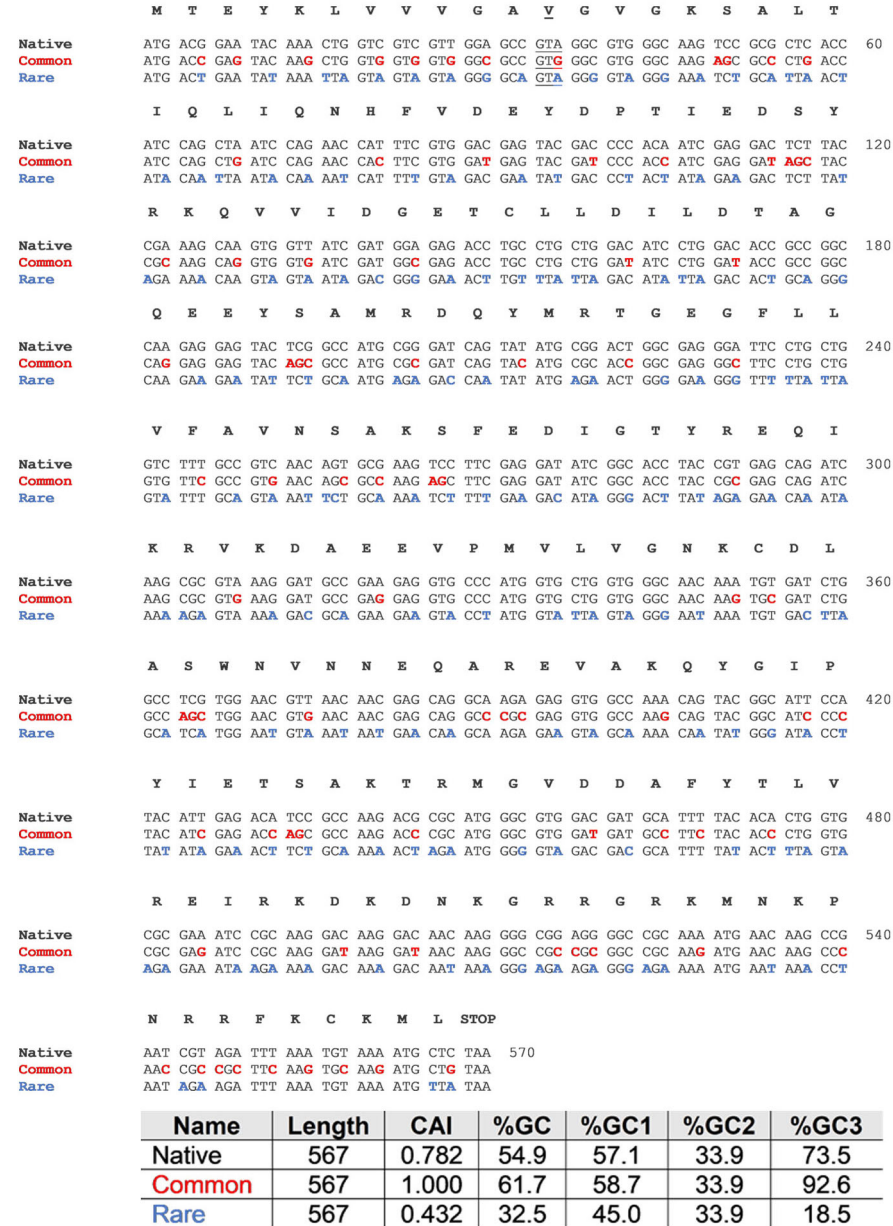 M T E Y K L V V V G A V G V G K S A L T
Native ATG ACG GAA TAC AAA CTG GTC GTC GTT GGA GCC GTA GGC GTG GGC AAG TCC GCG CTC ACC 60
Common ATG ACC GAG TAC AAG CTG GTG GTG GTG GGC GCC GTG GGC GTG GGC AAG AGC GCC CTG ACC
Rare ATG ACT GAA TAT AAA TTA GTA GTA GTA GGG GCA GTA GGG GTA GGG AAA TCT GCA TTA ACT
I Q L I Q N H F V D E Y D P T I E D S Y
Native ATC CAG CTA ATC CAG AAC CAT TTC GTG GAC GAG TAC GAC CCC ACA ATC GAG GAC TCT TAC 120
Common ATC CAG CTG ATC CAG AAC CAC TTC GTG GAT GAG TAC GAT CCC ACC ATC GAG GAT AGC TAC
Rare ATA CAA TTA ATA CAA AAT CAT TTT GTA GAC GAA TAT GAC CCT ACT ATA GAA GAC TCT TAT
R K Q V V I D G E T C L L D I L D T A G
Native CGA AAG CAA GTG GTT ATC GAT GGA GAG ACC TGC CTG CTG GAC ATC CTG GAC ACC GCC GGC 180
Common CGC AAG CAG GTG GTG ATC GAT GGC GAG ACC TGC CTG CTG GAT ATC CTG GAT ACC GCC GGC
Rare AGA AAA CAA GTA GTA ATA GAC GGG GAA ACT TGT TTA TTA GAC ATA TTA GAC ACT GCA GGG
Q E E Y S A M R D Q Y M R T G E G F L L
Native CAA GAG GAG TAC TCG GCC ATG CGG GAT CAG TAT ATG CGG ACT GGC GAG GGA TTC CTG CTG 240
Common CAG GAG GAG TAC AGC GCC ATG CGC GAT CAG TAC ATG CGC ACC GGC GAG GGC TTC CTG CTG
Rare CAA GAA GAA TAT TCT GCA ATG AGA GAC CAA TAT ATG AGA ACT GGG GAA GGG TTT TTA TTA
V F A V N S A K S F E D I G T Y R E Q I
Native GTC TTT GCC GTC AAC AGT GCG AAG TCC TTC GAG GAT ATC GGC ACC TAC CGT GAG CAG ATC 300
Common GTG TTC GCC GTG AAC AGC GCC AAG AGC TTC GAG GAT ATC GGC ACC TAC CGC GAG CAG ATC
Rare GTA TTT GCA GTA AAT TCT GCA AAA TCT TTT GAA GAC ATA GGG ACT TAT AGA GAA CAA ATA
K R V K D A E E V P M V L V G N K C D L
Native AAG CGC GTA AAG GAT GCC GAA GAG GTG CCC ATG GTG CTG GTG GGC AAC AAA TGT GAT CTG 360
Common AAG CGC GTG AAG GAT GCC GAG GAG GTG CCC ATG GTG CTG GTG GGC AAC AAG TGC GAT CTG
Rare AAA AGA GTA AAA GAC GCA GAA GAA GTA CCT ATG GTA TTA GTA GGG AAT AAA TGT GAC TTA
A S W N V N N E Q A R E V A K Q Y G I P
Native GCC TCG TGG AAC GTT AAC AAC GAG CAG GCA AGA GAG GTG GCC AAA CAG TAC GGC ATT CCA 420
Common GCC AGC TGG AAC GTG AAC AAC GAG CAG GCC CGC GAG GTG GCC AAG CAG TAC GGC ATC CCC
Rare GCA TCA TGG AAT GTA AAT AAT GAA CAA GCA AGA GAA GTA GCA AAA CAA TAT GGG ATA CCT
Y I E T S A K T R M G V D D A F Y T L V
Native TAC ATT GAG ACA TCC GCC AAG ACG CGC ATG GGC GTG GAC GAT GCA TTT TAC ACA CTG GTG 480
Common TAC ATC GAG ACC AGC GCC AAG ACC CGC ATG GGC GTG GAT GAT GCC TTC TAC ACC CTG GTG
Rare TAT ATA GAA ACT TCT GCA AAA ACT AGA ATG GGG GTA GAC GAC GCA TTT TAT ACT TTA GTA
R E I R K D K D N K G R R G R K M N K P
Native CGC GAA ATC CGC AAG GAC AAG GAC AAC AAG GGG CGG AGG GGC CGC AAA ATG AAC AAG CCG 540
Common CGC GAG ATC CGC AAG GAT AAG GAT AAC AAG GGC CGC CGC GGC CGC AAG ATG AAC AAG CCC
Rare AGA GAA ATA AGA AAA GAC AAA GAC AAT AAA GGG AGA AGA GGG AGA AAA ATG AAT AAA CCT
N R R F K C K M L STOP
Native AAT CGT AGA TTT AAA TGT AAA ATG CTC TAA 570
Common AAC CGC CGC TTC AAG TGC AAG ATG CTG TAA
Rare AAT AGA AGA TTT AAA TGT AAA ATG TTA TAA
Name Length CAI %GC %GC1 %GC2 %GC3
Native 567 0.782 54.9 57.1 33.9 73.5
Common 567 1.000 61.7 58.7 33.9 92.6
Rare 567 0.432 32.5 45.0 33.9 18.5